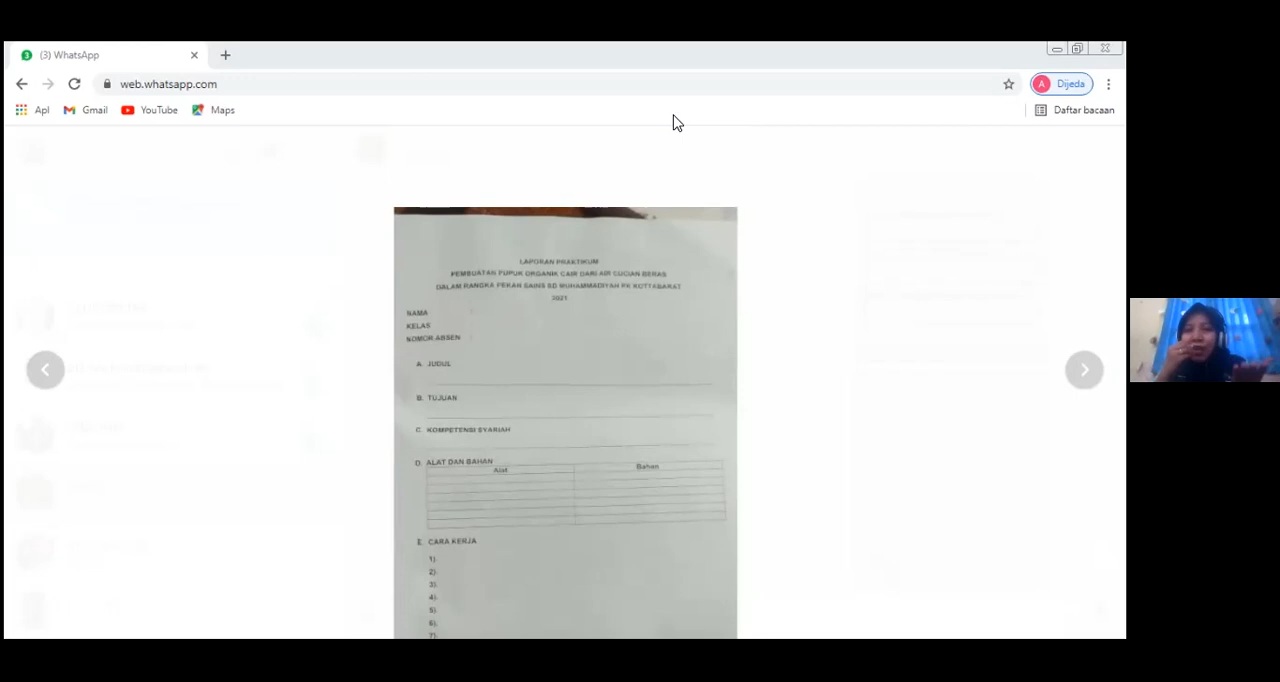 (3) WhatsApp
web.whatsapp.com
A Dijeda
Apl Gmail YouTube Maps
Daftar bacaan
LAPORAN PRAKTIKUM
PEMBUATAN PUPUK ORGANIK CAIR DARI AIR CUCIAN BERAS
DALAM RANGKA PEKAN SAINS SD MUHAMMADIYAH PK KOTTABARAT
2021
NAMA
KELAS
NOMOR ABSEN
A. JUDUL
B. TUJUAN
C. KOMPETENSI SYARIAH
D. ALAT DAN BAHAN
Alat Bahan
E. CARA KERJA
1).
2).
3).
4).
5).
6).
7).